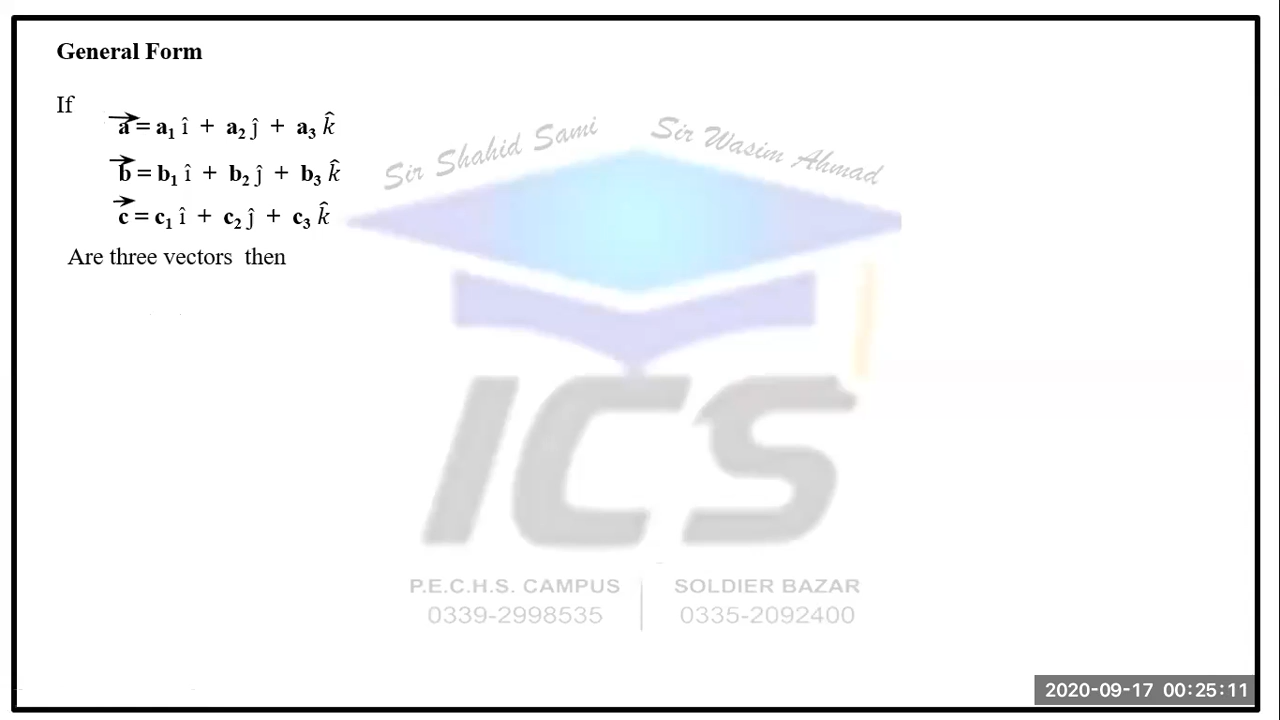 General Form
If
a = a₁ î + a₂ ĵ + a₃ k̂
b = b₁ î + b₂ ĵ + b₃ k̂
c = c₁ î + c₂ ĵ + c₃ k̂
Are three vectors then
Sir Shahid Sami Sir Wasim Ahmad
ICS
P.E.C.H.S. CAMPUS SOLDIER BAZAR
0339-2998535 0335-2092400
2020-09-17 00:25:11